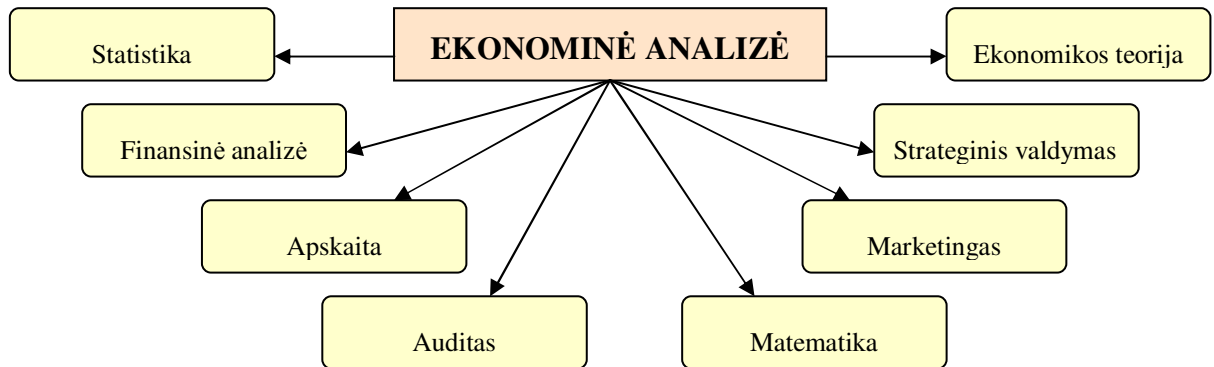 Statistika
EKONOMINĖ ANALIZĖ
Ekonomikos teorija
Finansinė analizė
Strateginis valdymas
Apskaita
Marketingas
Auditas
Matematika